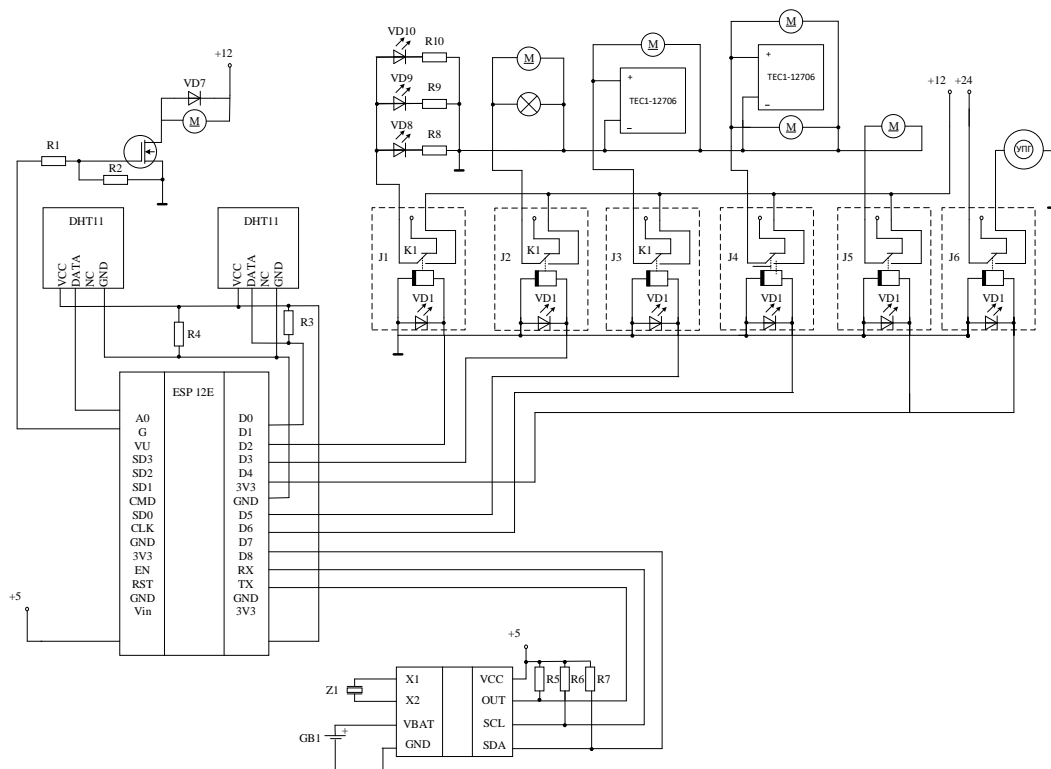 +12
VD7
M
R1
R2
VD10
R10
VD9
R9
VD8
R8
M
M
+
TEC1-12706
−
M
+
TEC1-12706
−
M
M
+12
+24
УПГ
DHT11
VCC
DATA
NC
GND
DHT11
VCC
DATA
NC
GND
R4
R3
J1
K1
VD1
J2
K1
VD1
J3
K1
VD1
J4
VD1
J5
VD1
J6
VD1
ESP 12E
A0
G
VU
SD3
SD2
SD1
CMD
SD0
CLK
GND
3V3
EN
RST
GND
Vin
D0
D1
D2
D3
D4
3V3
GND
D5
D6
D7
D8
RX
TX
GND
3V3
+5
+5
Z1
GB1
+
X1
X2
VBAT
GND
VCC
OUT
SCL
SDA
R5
R6
R7